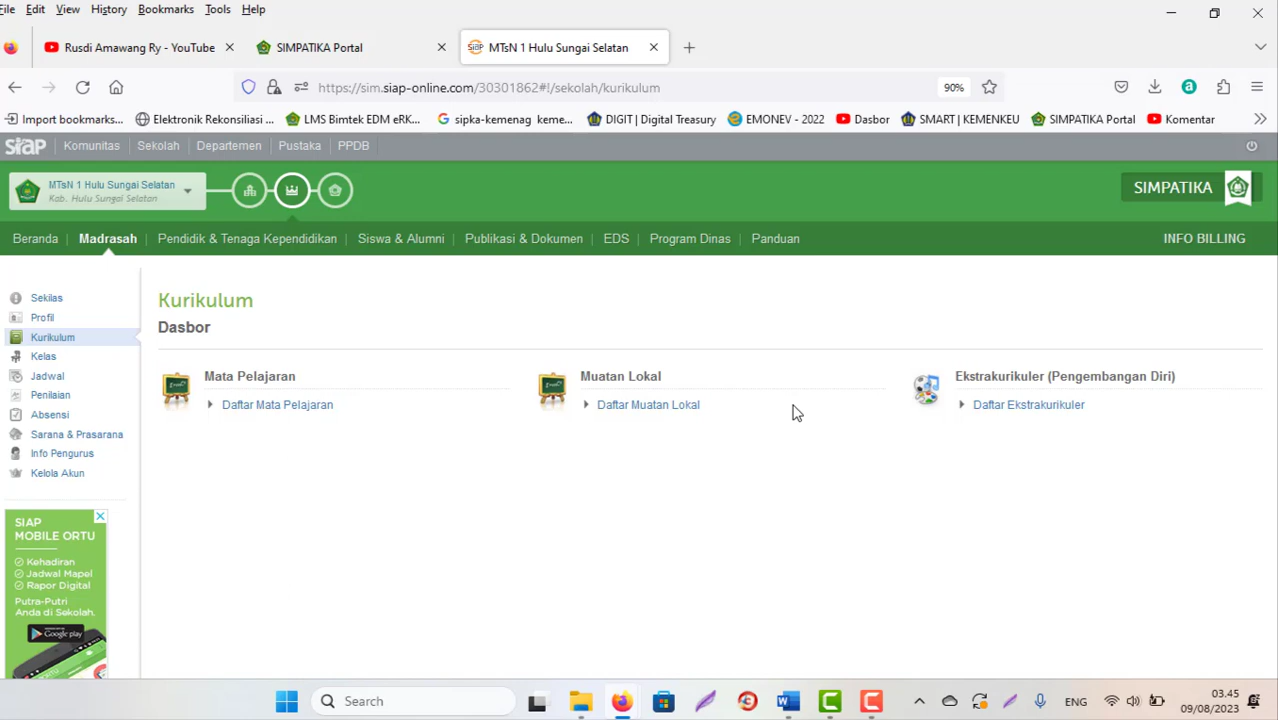 File Edit View History Bookmarks Tools Help
Rusdi Amawang Ry - YouTube
SIMPATIKA Portal
MTsN 1 Hulu Sungai Selatan
https://sim.siap-online.com/30301862#!/sekolah/kurikulum
90%
Import bookmarks...
Elektronik Rekonsiliasi ...
LMS Bimtek EDM eRK...
sipka-kemenag keme...
DIGIT | Digital Treasury
EMONEV - 2022
Dasbor
SMART | KEMENKEU
SIMPATIKA Portal
Komentar
SIAP Komunitas Sekolah Departemen Pustaka PPDB
MTsN 1 Hulu Sungai Selatan
Kab. Hulu Sungai Selatan
SIMPATIKA
Beranda Madrasah Pendidik & Tenaga Kependidikan Siswa & Alumni Publikasi & Dokumen EDS Program Dinas Panduan INFO BILLING
Sekilas
Profil
Kurikulum
Kelas
Jadwal
Penilaian
Absensi
Sarana & Prasarana
Info Pengurus
Kelola Akun
Kurikulum
Dasbor
Mata Pelajaran
Daftar Mata Pelajaran
Muatan Lokal
Daftar Muatan Lokal
Ekstrakurikuler (Pengembangan Diri)
Daftar Ekstrakurikuler
SIAP
MOBILE ORTU
Kehadiran
Jadwal Mapel
Rapor Digital
Putra-Putri
Anda di Sekolah.
Google play
Search
ENG
03.45
09/08/2023